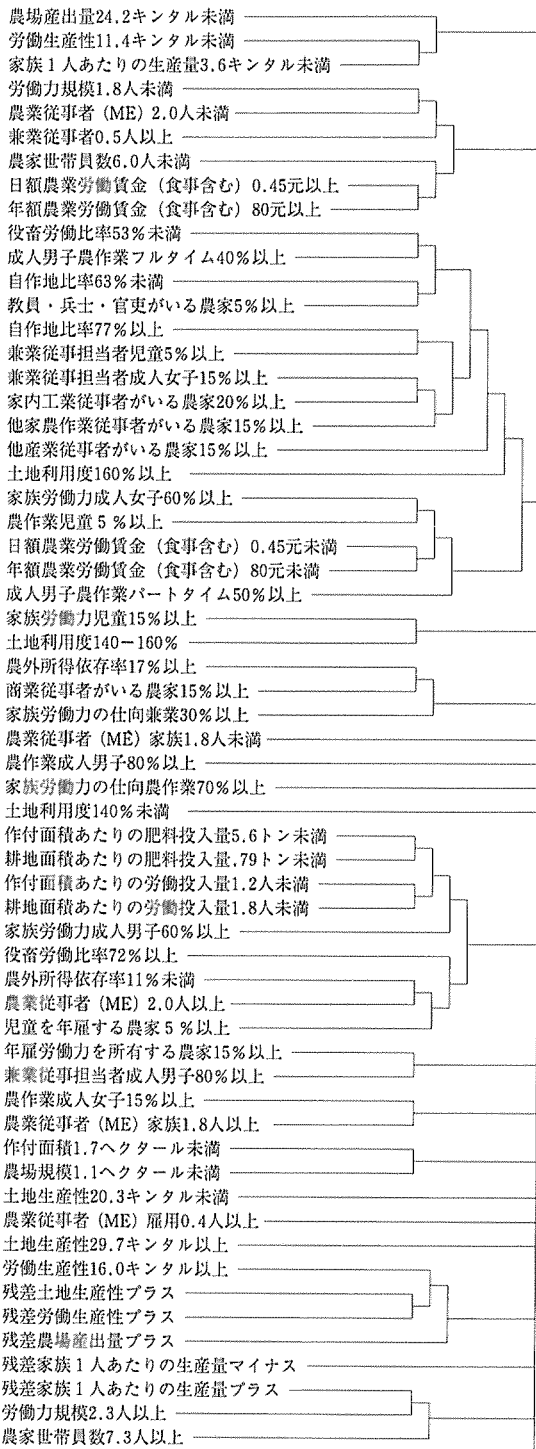 農場産出量24.2キンタル未満
労働生産性11.4キンタル未満
家族1人あたりの生産量3.6キンタル未満
労働力規模1.8人未満
農業従事者(ME)2.0人未満
兼業従事者0.5人以上
農家世帯員数6.0人未満
日額農業労働賃金(食事含む)0.45元以上
年額農業労働賃金(食事含む)80元以上
役畜労働比率53%未満
成人男子農作業フルタイム40%以上
自作地比率63%未満
教員・兵士・官吏がいる農家5%以上
自作地比率77%以上
兼業従事担当者児童5%以上
兼業従事担当者成人女子15%以上
家内工業従事者がいる農家20%以上
他家農作業従事者がいる農家15%以上
他産業従事者がいる農家15%以上
土地利用度160%以上
家族労働力成人女子60%以上
農作業児童5%以上
日額農業労働賃金(食事含む)0.45元未満
年額農業労働賃金(食事含む)80元未満
成人男子農作業パートタイム50%以上
家族労働力児童15%以上
土地利用度140-160%
農外所得依存率17%以上
商業従事者がいる農家15%以上
家族労働力の仕向兼業30%以上
農業従事者(ME)家族1.8人未満
農作業成人男子80%以上
家族労働力の仕向農作業70%以上
土地利用度140%未満
作付面積あたりの肥料投入量5.6トン未満
耕地面積あたりの肥料投入量.79トン未満
作付面積あたりの労働投入量1.2人未満
耕地面積あたりの労働投入量1.8人未満
家族労働力成人男子60%以上
役畜労働比率72%以上
農外所得依存率11%未満
農業従事者(ME)2.0人以上
児童を年雇する農家5%以上
年雇労働力を所有する農家15%以上
兼業従事担当者成人男子80%以上
農作業成人女子15%以上
農業従事者(ME)家族1.8人以上
作付面積1.7ヘクタール未満
農場規模1.1ヘクタール未満
土地生産性20.3キンタル未満
農業従事者(ME)雇用0.4人以上
土地生産性29.7キンタル以上
労働生産性16.0キンタル以上
残差土地生産性プラス
残差労働生産性プラス
残差農場産出量プラス
残差家族1人あたりの生産量マイナス
残差家族1人あたりの生産量プラス
労働力規模2.3人以上
農家世帯員数7.3人以上